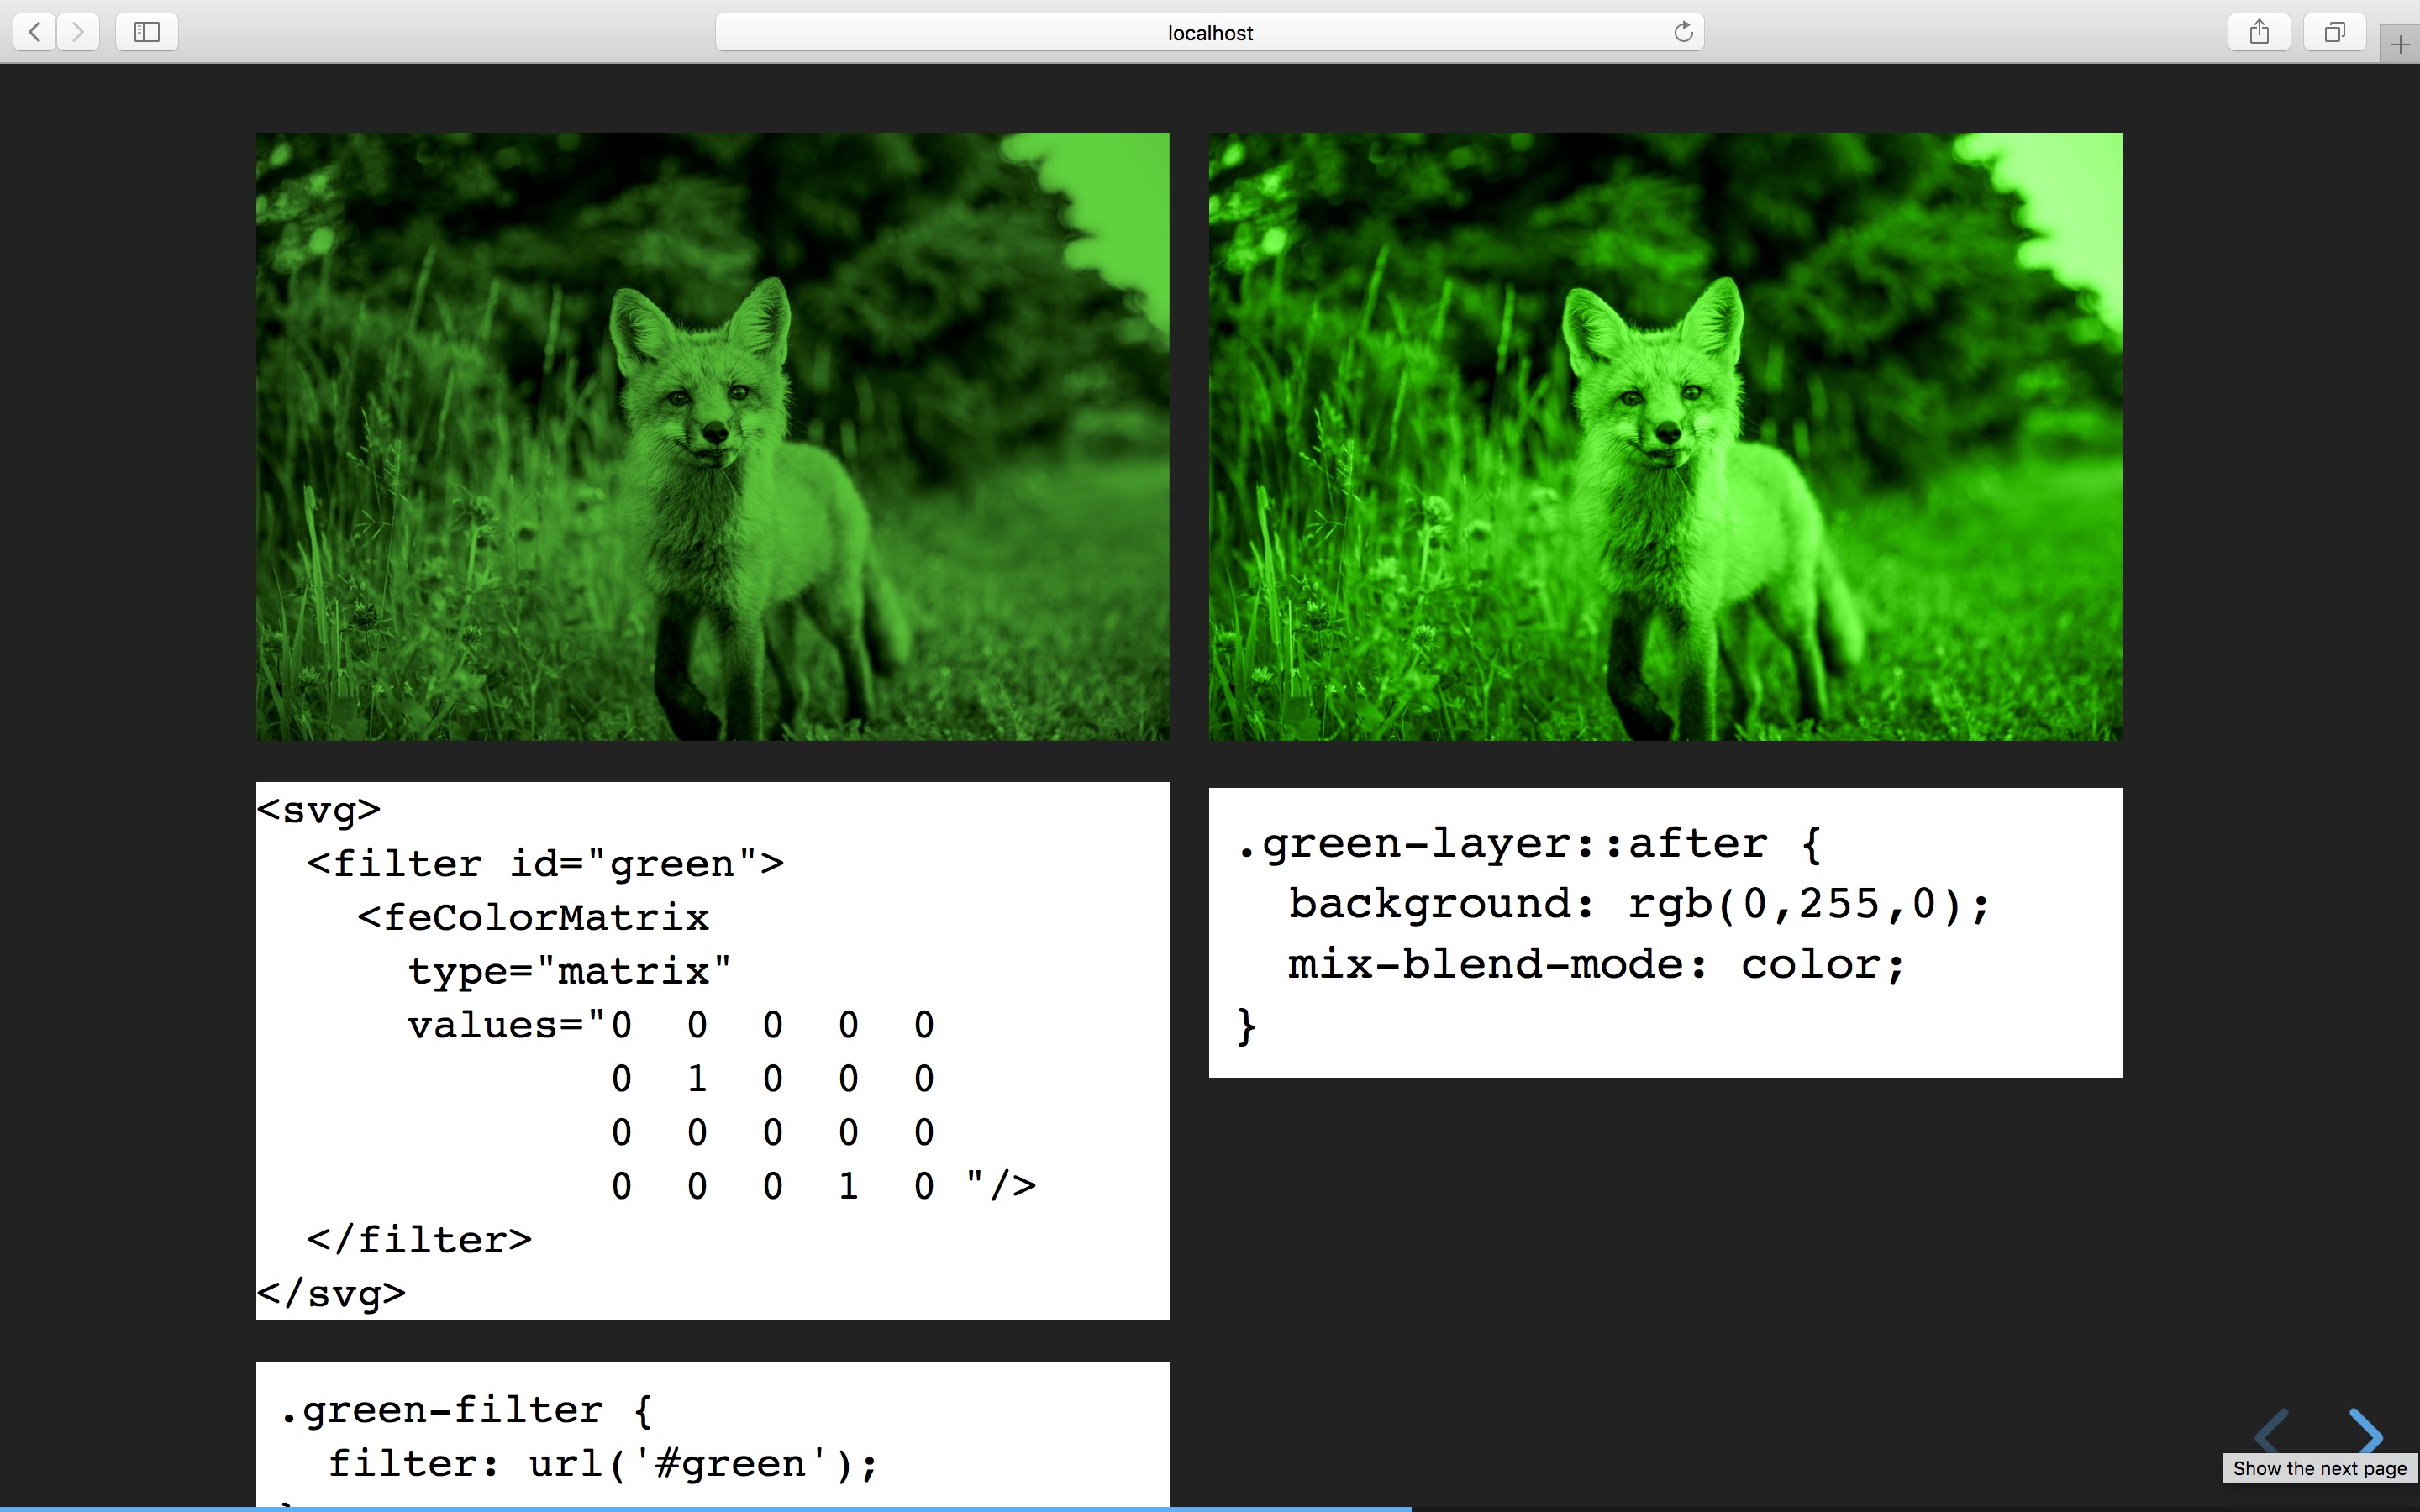 localhost
<svg>
<filter id="green">
<feColorMatrix
type="matrix"
values="0 0 0 0 0
0 1 0 0 0
0 0 0 0 0
0 0 0 1 0 "/>
</filter>
</svg>
.green-filter {
filter: url('#green');
.green-layer::after {
background: rgb(0,255,0);
mix-blend-mode: color;
}
Show the next page